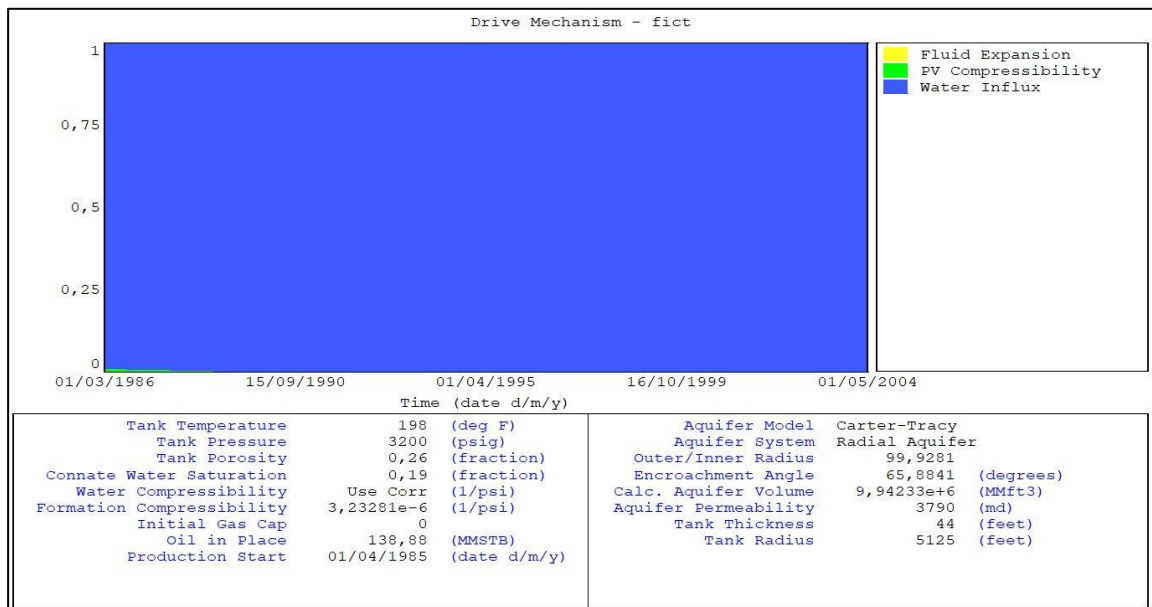 Drive Mechanism - fict
Fluid Expansion
PV Compressibility
Water Influx
1
0,75
0,5
0,25
0
01/03/1986 15/09/1990 01/04/1995 16/10/1999 01/05/2004
Time (date d/m/y)
Tank Temperature 198 (deg F)
Tank Pressure 3200 (psig)
Tank Porosity 0,26 (fraction)
Connate Water Saturation 0,19 (fraction)
Water Compressibility Use Corr (1/psi)
Formation Compressibility 3,23281e-6 (1/psi)
Initial Gas Cap 0
Oil in Place 138,88 (MMSTB)
Production Start 01/04/1985 (date d/m/y)
Aquifer Model Carter-Tracy
Aquifer System Radial Aquifer
Outer/Inner Radius 99,9281
Encroachment Angle 65,8841 (degrees)
Calc. Aquifer Volume 9,94233e+6 (MMft3)
Aquifer Permeability 3790 (md)
Tank Thickness 44 (feet)
Tank Radius 5125 (feet)